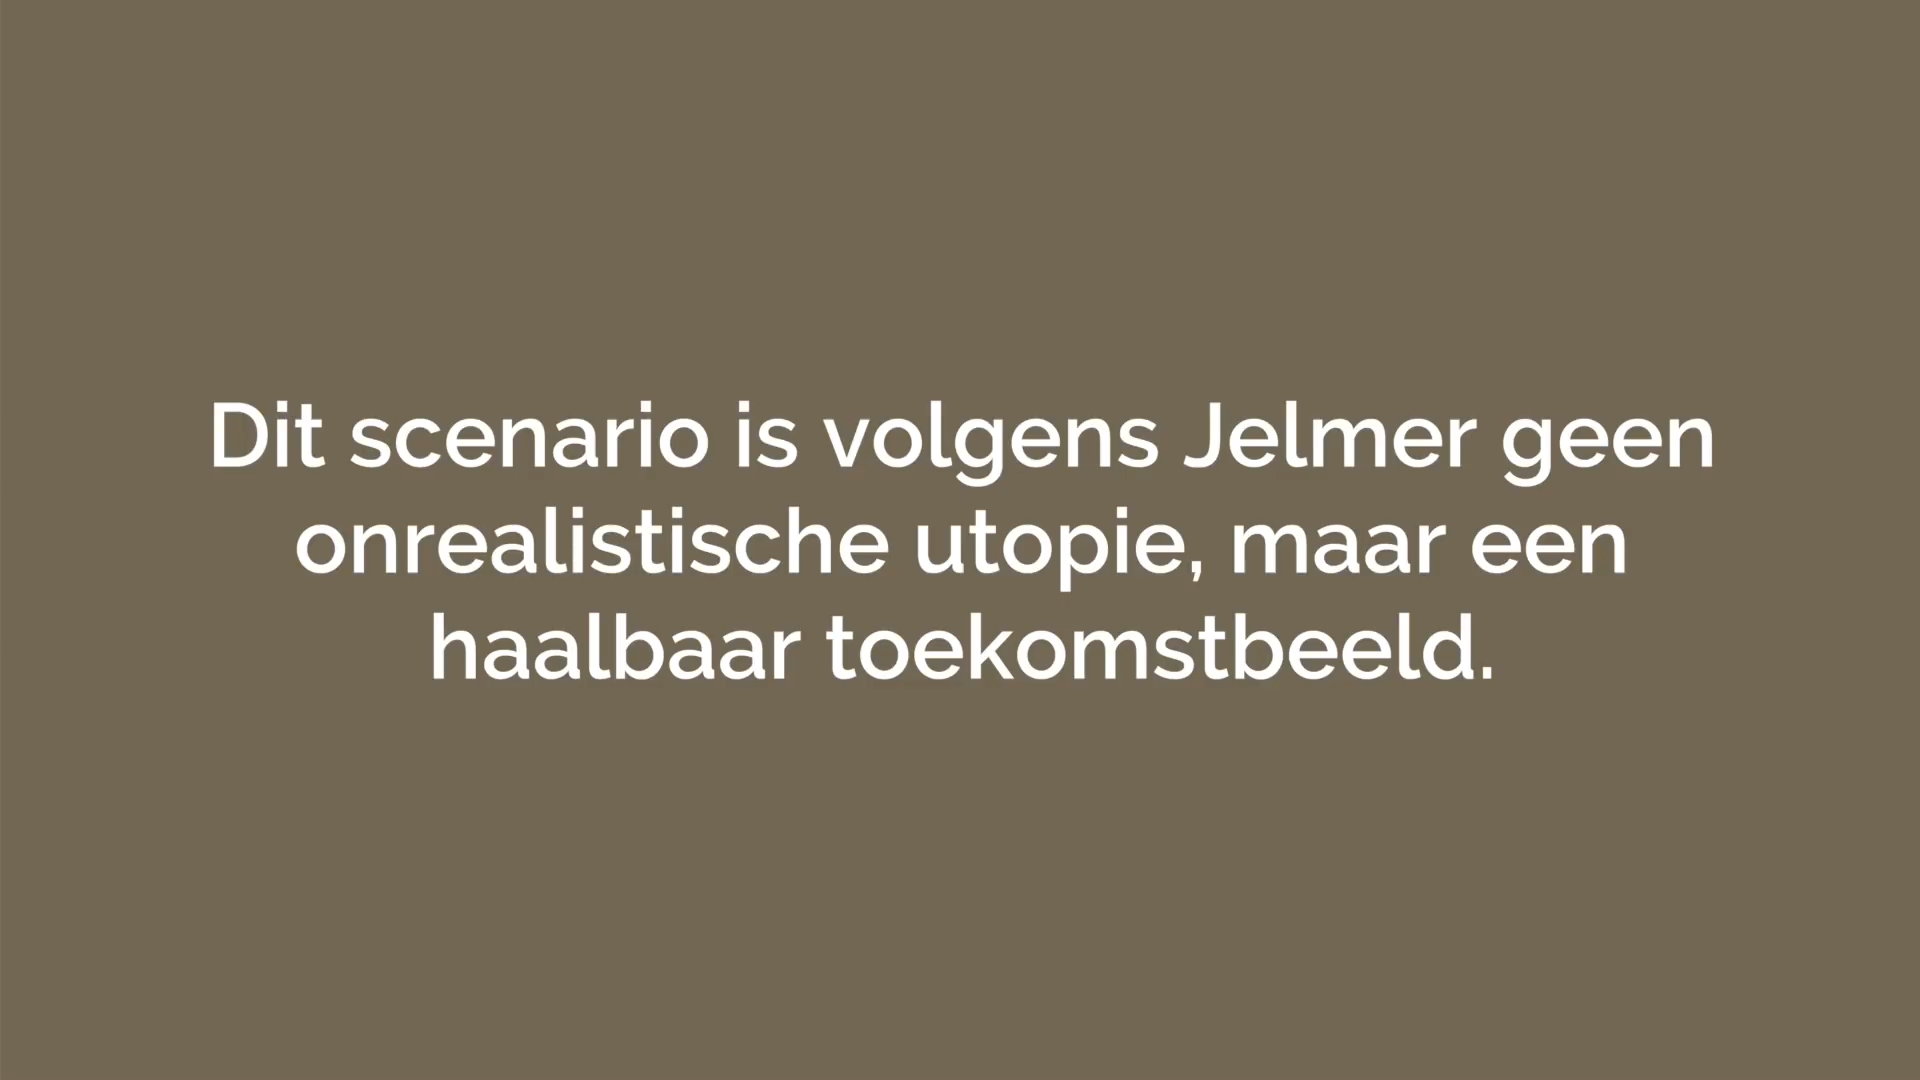 Dit scenario is volgens Jelmer geen
onrealistische utopie, maar een
haalbaar toekomstbeeld.